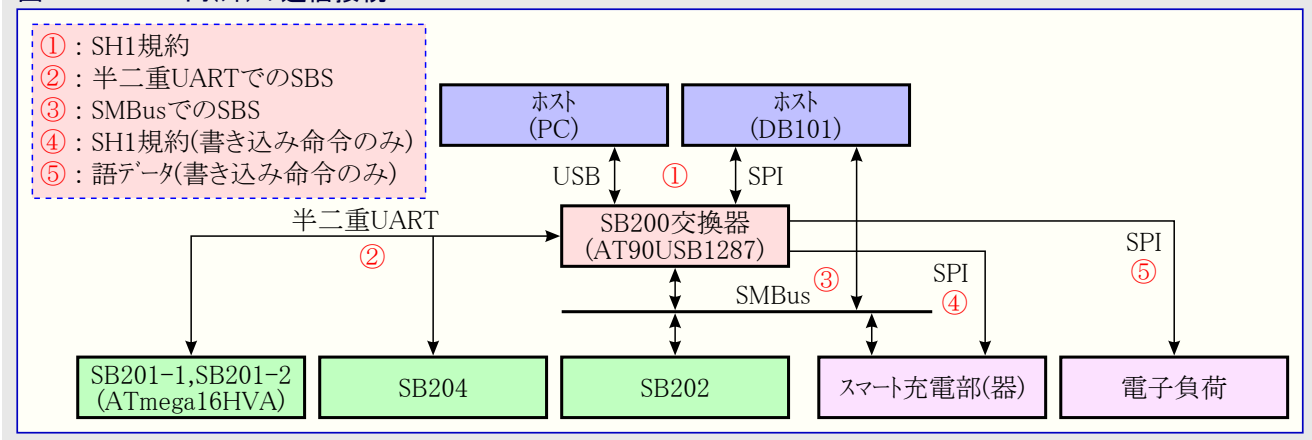 ①：SH1規約
②：半二重UARTでのSBS
③：SMBusでのSBS
④：SH1規約(書き込み命令のみ)
⑤：語データ(書き込み命令のみ)
ホスト
(PC)
ホスト
(DB101)
USB
①
SPI
半二重UART
②
SB200交換器
(AT90USB1287)
SPI
⑤
③
SMBus
SPI
④
SB201-1,SB201-2
(ATmega16HVA)
SB204
SB202
スマート充電部(器)
電子負荷